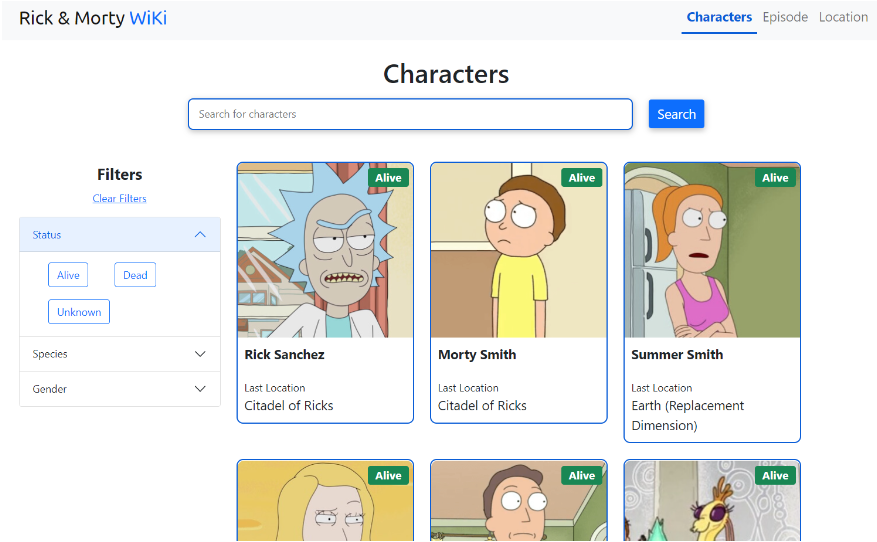 Rick & Morty WiKi
Characters Episode Location
Characters
Search for characters
Search
Filters
Clear Filters
Status
Alive Dead
Unknown
Species
Gender
Alive
Rick Sanchez
Last Location
Citadel of Ricks
Alive
Morty Smith
Last Location
Citadel of Ricks
Alive
Summer Smith
Last Location
Earth (Replacement
Dimension)
Alive
Alive
Alive